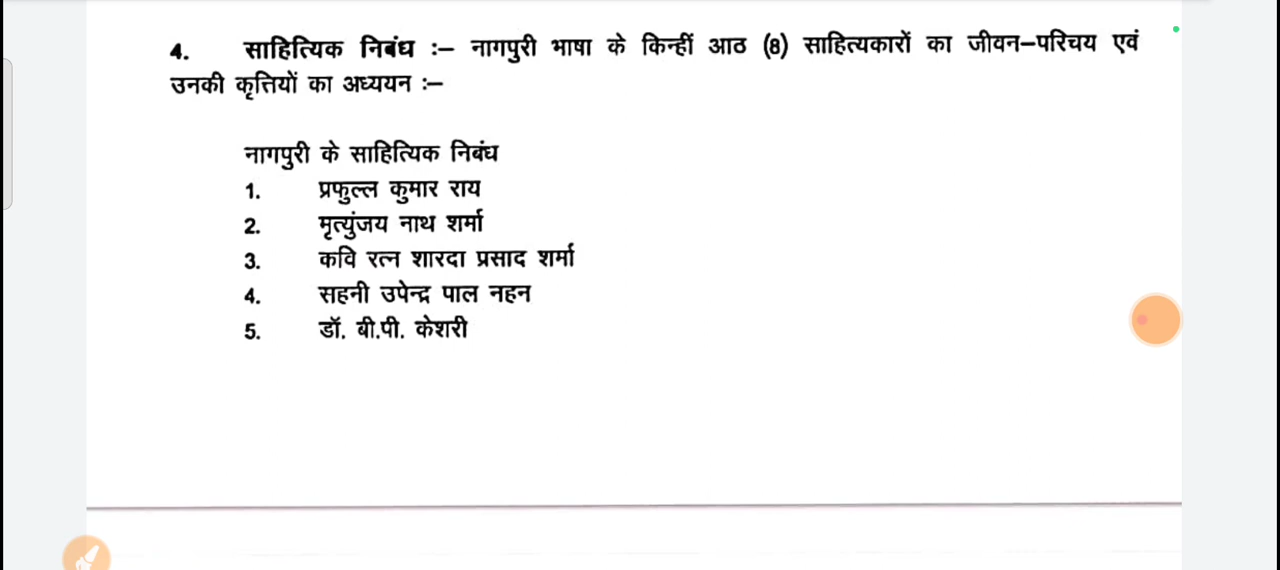 4. साहित्यिक निबंध :– नागपुरी भाषा के किन्हीं आठ (8) साहित्यकारों का जीवन–परिचय एवं
उनकी कृत्तियों का अध्ययन :–
नागपुरी के साहित्यिक निबंध
1. प्रफुल्ल कुमार राय
2. मृत्युंजय नाथ शर्मा
3. कवि रत्न शारदा प्रसाद शर्मा
4. सहनी उपेन्द्र पाल नहन
5. डॉ. बी.पी. केशरी